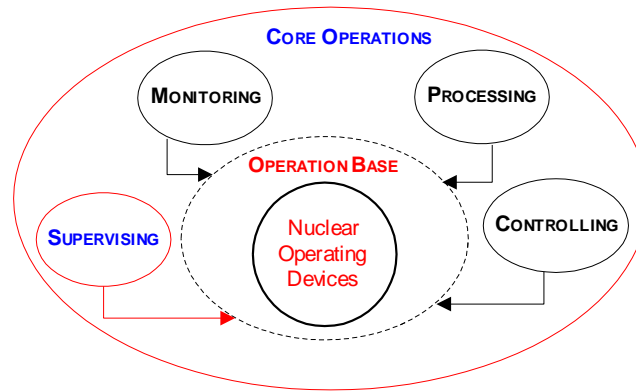 CORE OPERATIONS
MONITORING
PROCESSING
OPERATION BASE
SUPERVISING
Nuclear
Operating
Devices
CONTROLLING